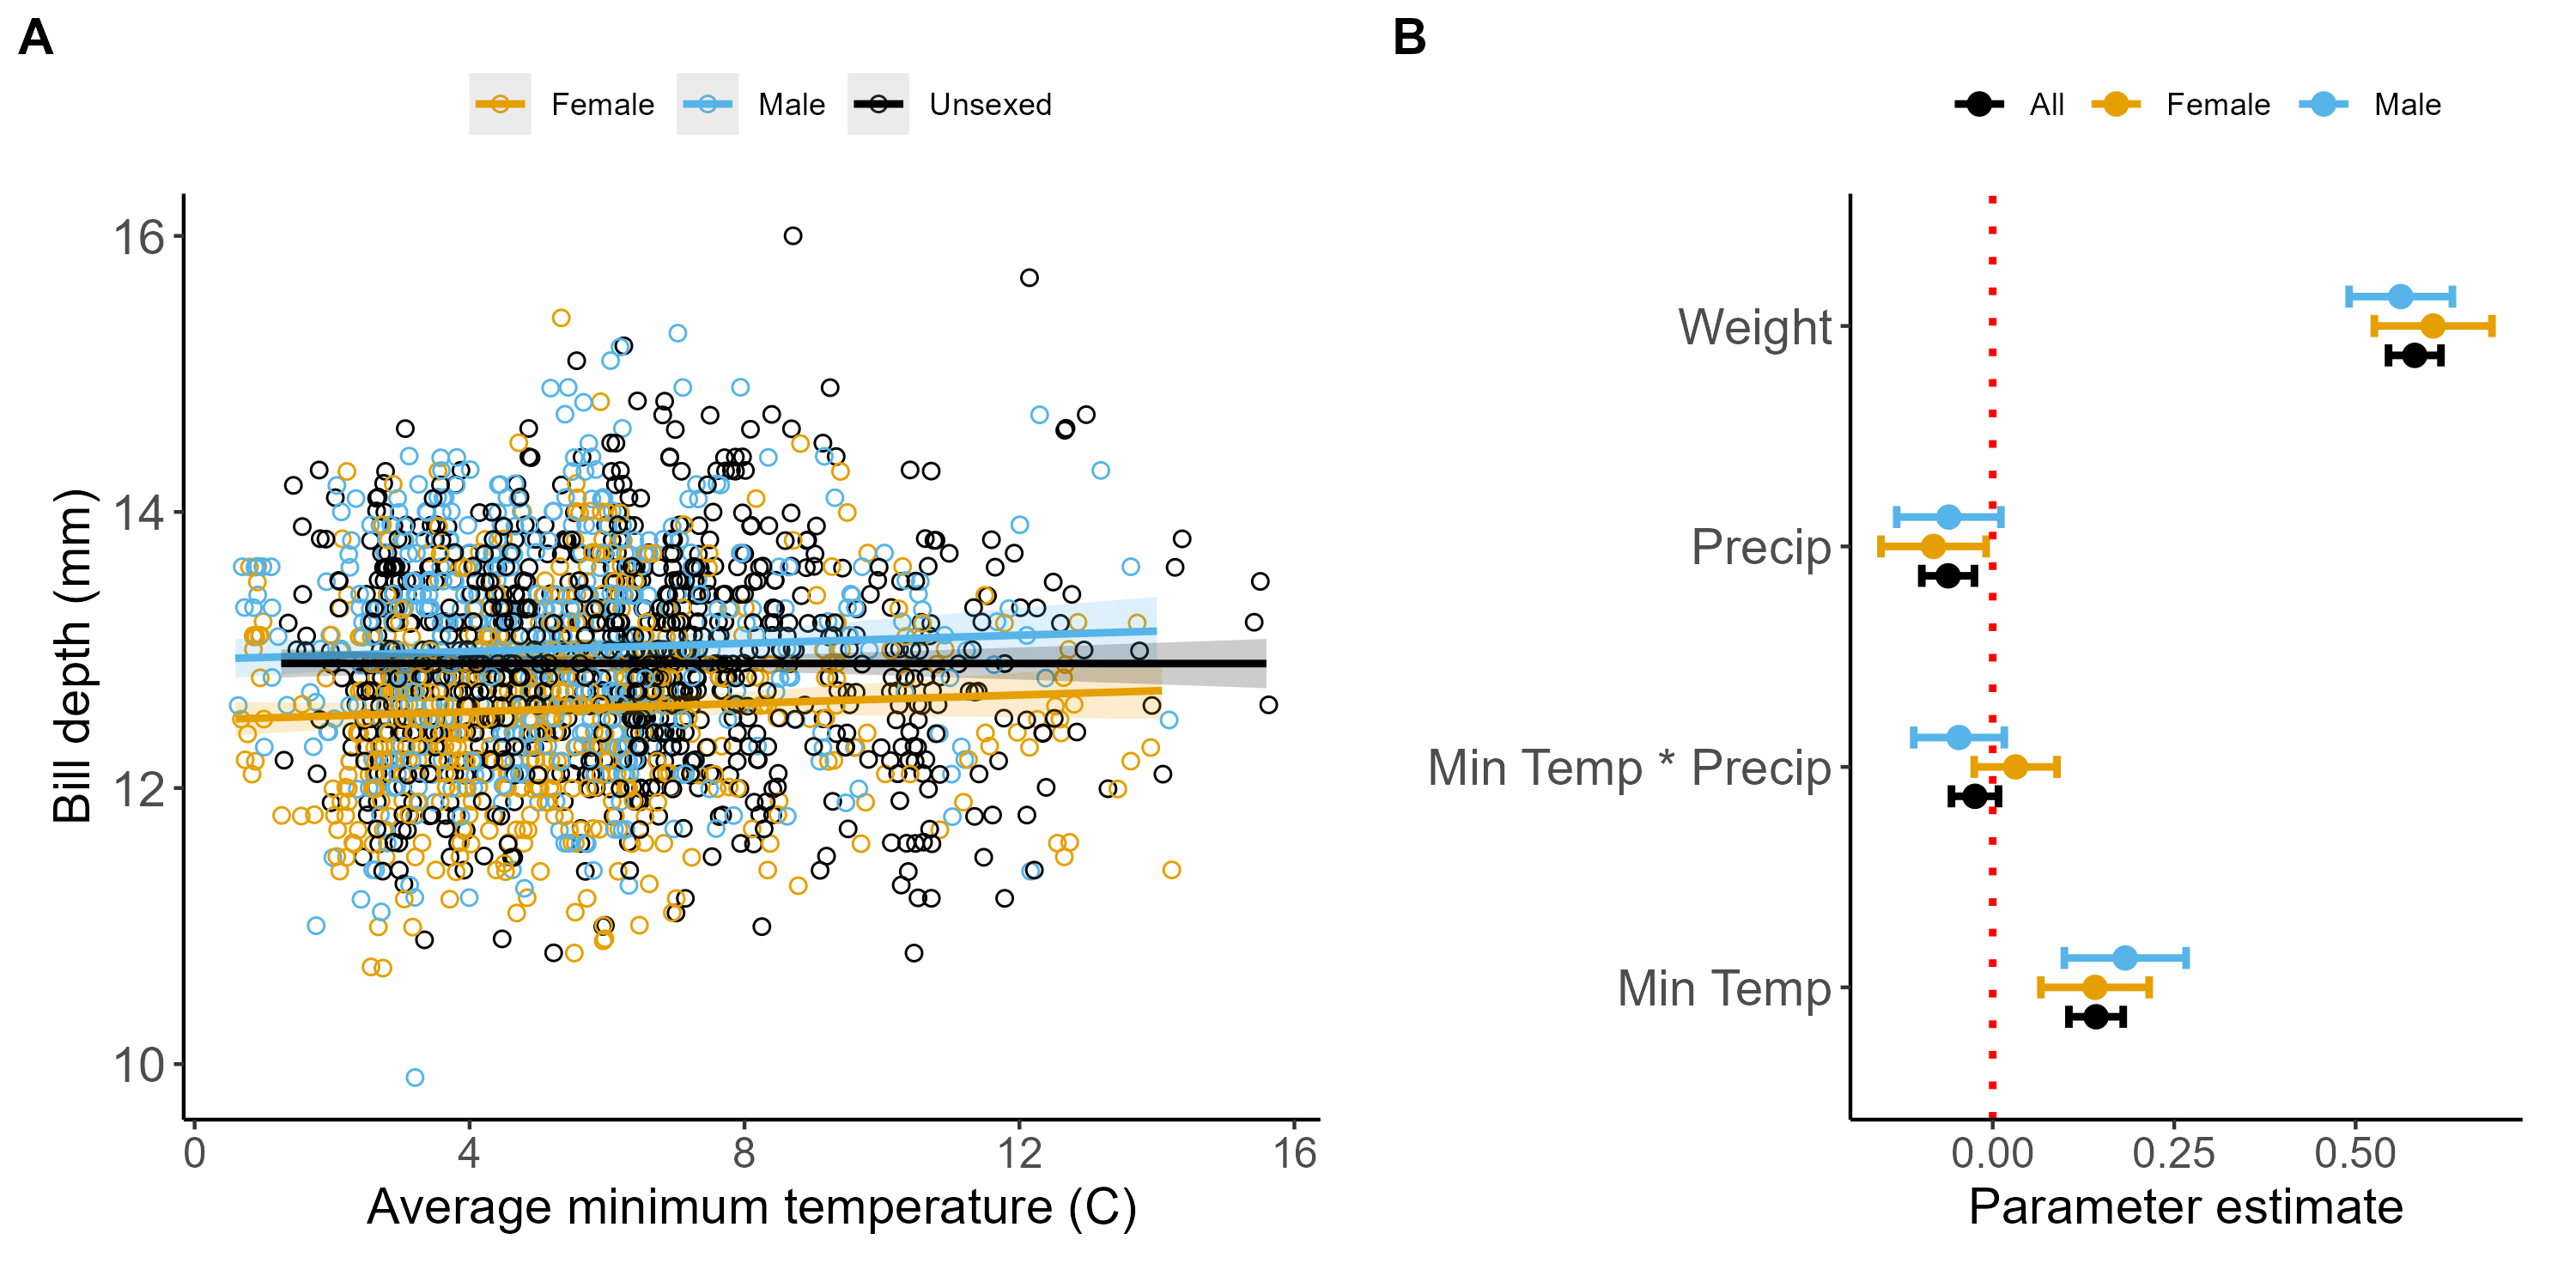 A
B
Female Male Unsexed
All Female Male
16
14
12
10
Bill depth (mm)
0 4 8 12 16
Average minimum temperature (C)
Weight
Precip
Min Temp * Precip
Min Temp
0.00 0.25 0.50
Parameter estimate